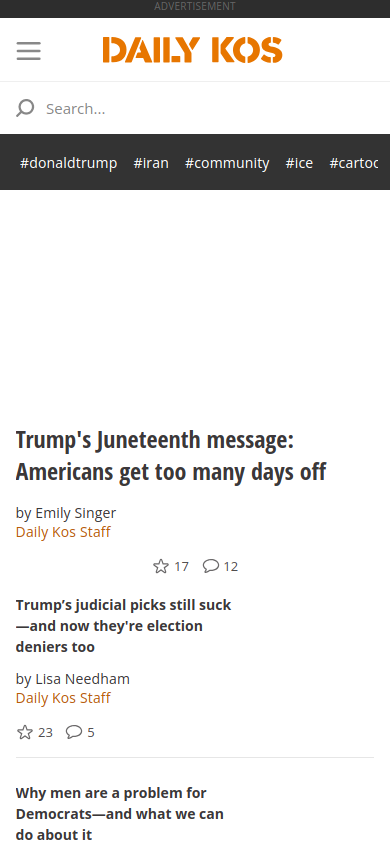 ADVERTISEMENT
DAILY KOS
Search...
#donaldtrump #iran #community #ice #cartoc
Trump's Juneteenth message:
Americans get too many days off
by Emily Singer
Daily Kos Staff
17 12
Trump’s judicial picks still suck
—and now they're election
deniers too
by Lisa Needham
Daily Kos Staff
23 5
Why men are a problem for
Democrats—and what we can
do about it